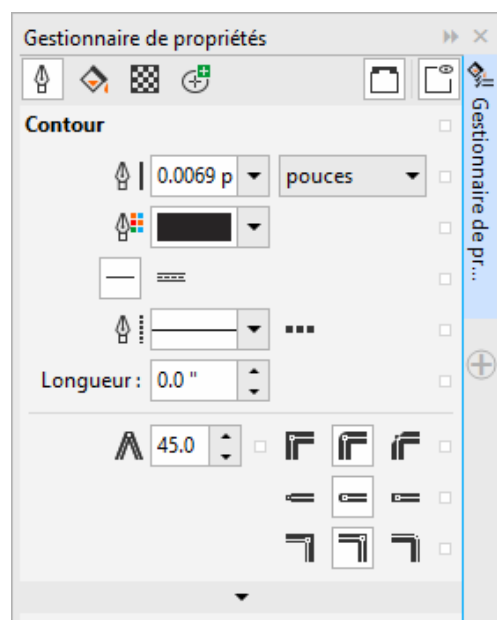 Gestionnaire de propriétés
Contour
0.0069 p
pouces
Longueur :
0.0 "
45.0
Gestionnaire de pr...